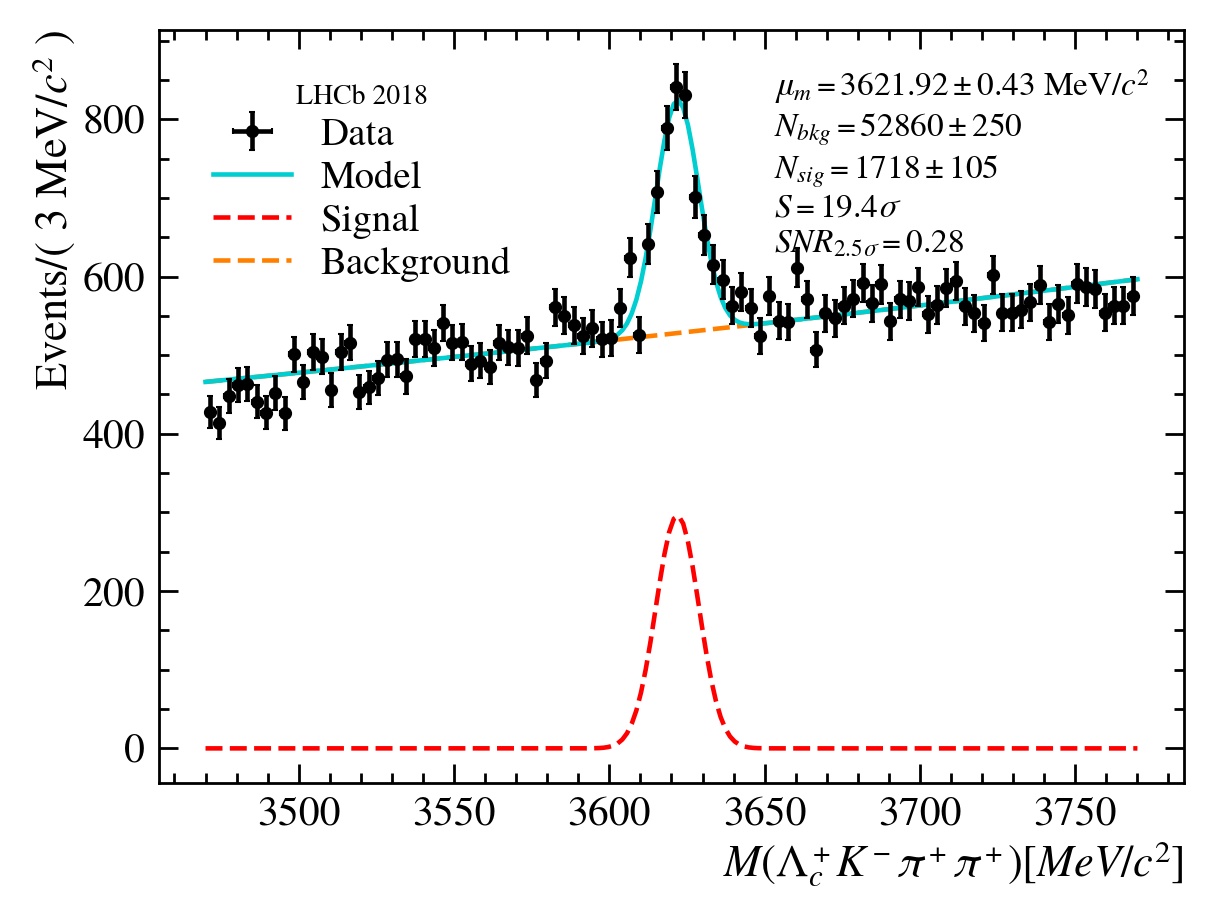 Events/( 3 MeV/c² )
800
600
400
200
0
LHCb 2018
Data
Model
Signal
Background
μ_m = 3621.92 ± 0.43 MeV/c²
N_bkg = 52860 ± 250
N_sig = 1718 ± 105
S = 19.4σ
SNR_2.5σ = 0.28
3500 3550 3600 3650 3700 3750
M(Λ_c⁺K⁻π⁺π⁺)[MeV/c²]